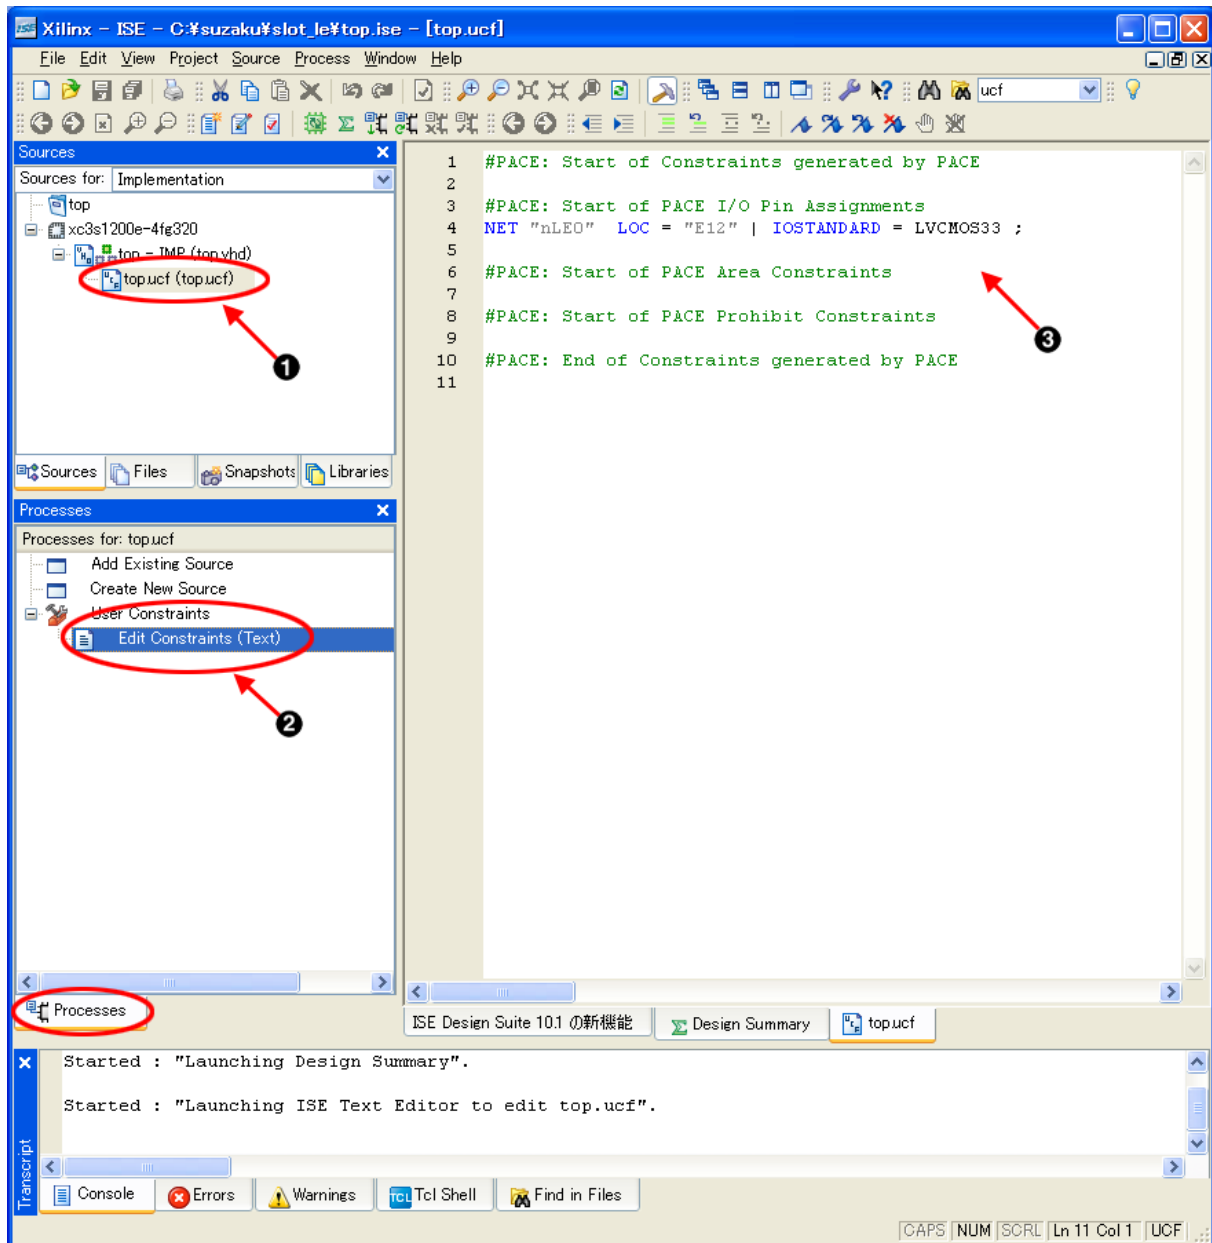 Xilinx - ISE - C:¥suzaku¥slot_le¥top.ise - [top.ucf]
File Edit View Project Source Process Window Help
ucf
Sources
Sources for: Implementation
top
xc3s1200e-4fg320
top - IMP (top.vhd)
top.ucf (top.ucf)
1
Sources Files Snapshots Libraries
Processes
Processes for: top.ucf
Add Existing Source
Create New Source
User Constraints
Edit Constraints (Text)
2
Processes
1 #PACE: Start of Constraints generated by PACE
2
3 #PACE: Start of PACE I/O Pin Assignments
4 NET "nLE0" LOC = "E12" | IOSTANDARD = LVCMOS33 ;
5
6 #PACE: Start of PACE Area Constraints
7
8 #PACE: Start of PACE Prohibit Constraints
9
10 #PACE: End of Constraints generated by PACE
11
3
ISE Design Suite 10.1 の新機能 Design Summary top.ucf
Transcript
Started : "Launching Design Summary".
Started : "Launching ISE Text Editor to edit top.ucf".
Console Errors Warnings Tcl Shell Find in Files
CAPS NUM SCRL Ln 11 Col 1 UCF